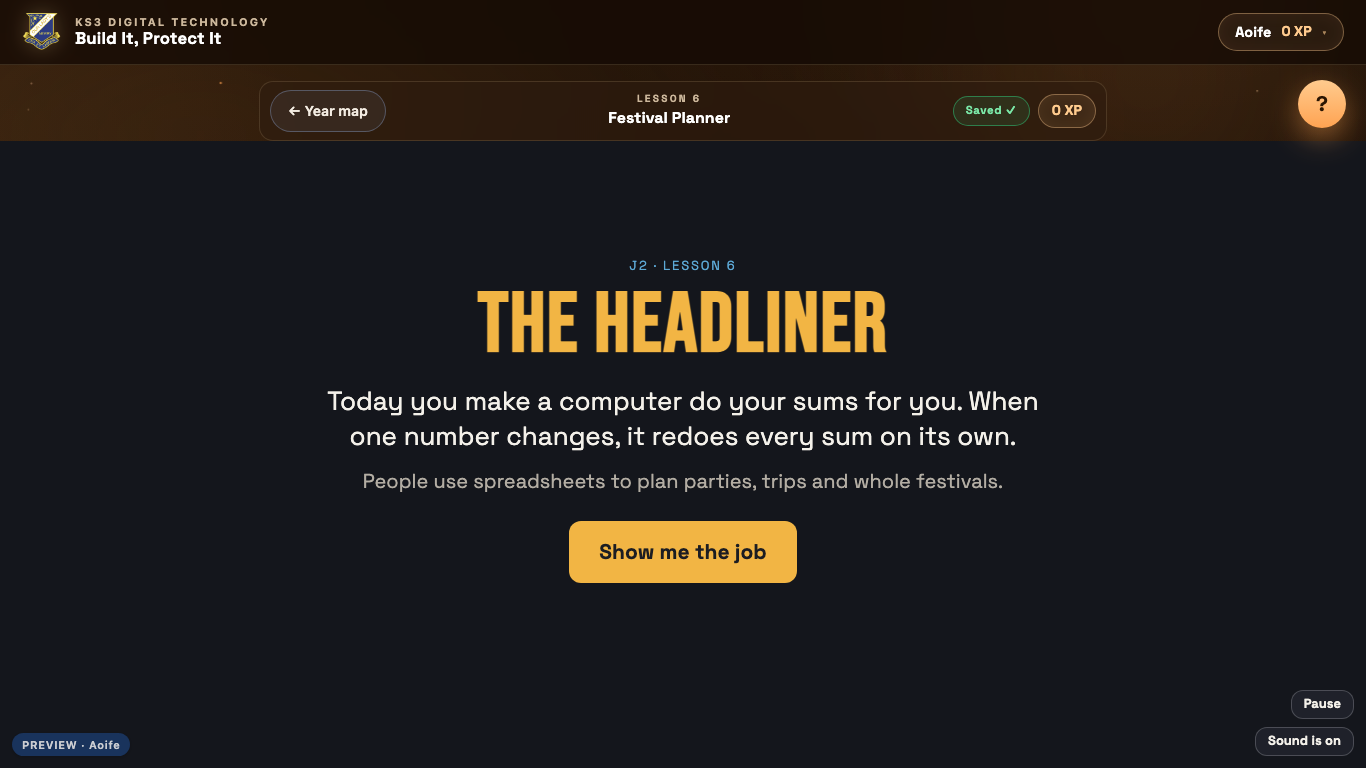 KS3 DIGITAL TECHNOLOGY
Build It, Protect It
Aoife 0 XP
← Year map
LESSON 6
Festival Planner
Saved ✓
0 XP
?
J2 · LESSON 6
THE HEADLINER
Today you make a computer do your sums for you. When
one number changes, it redoes every sum on its own.
People use spreadsheets to plan parties, trips and whole festivals.
Show me the job
Pause
Sound is on
PREVIEW · Aoife